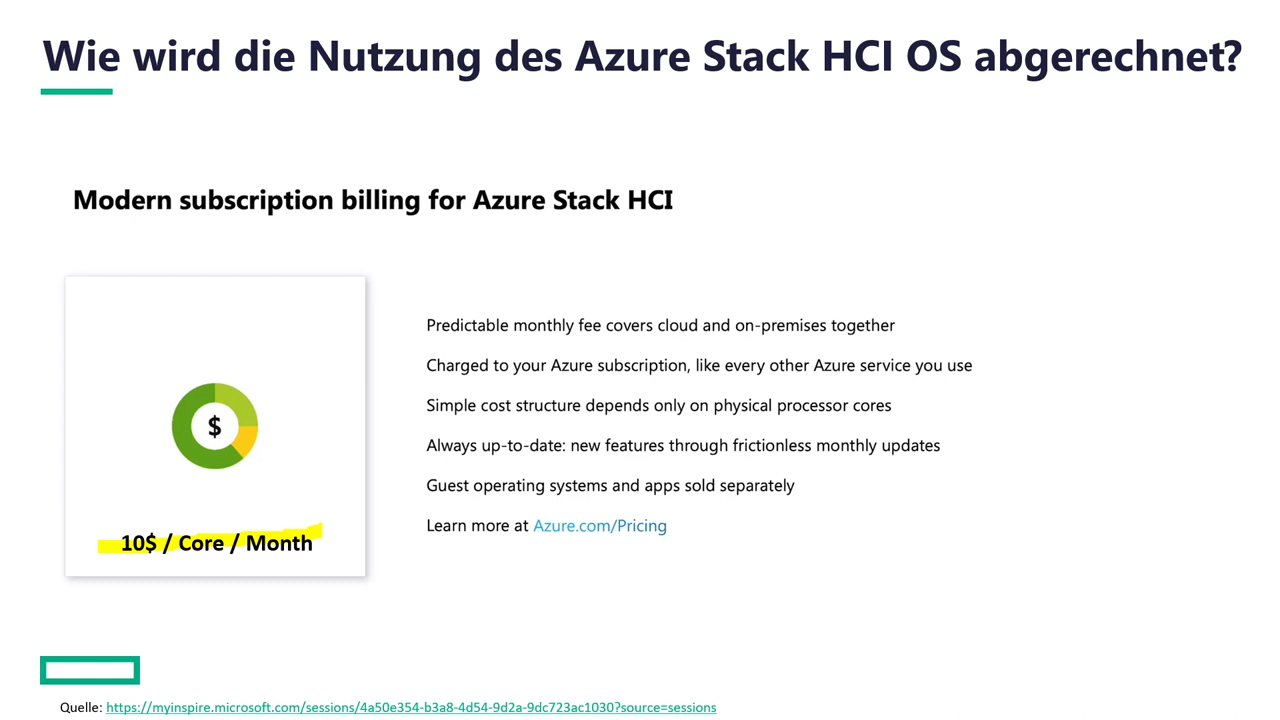 Wie wird die Nutzung des Azure Stack HCI OS abgerechnet?
Modern subscription billing for Azure Stack HCI
$
10$ / Core / Month
Predictable monthly fee covers cloud and on-premises together
Charged to your Azure subscription, like every other Azure service you use
Simple cost structure depends only on physical processor cores
Always up-to-date: new features through frictionless monthly updates
Guest operating systems and apps sold separately
Learn more at Azure.com/Pricing
Quelle: https://myinspire.microsoft.com/sessions/4a50e354-b3a8-4d54-9d2a-9dc723ac1030?source=sessions